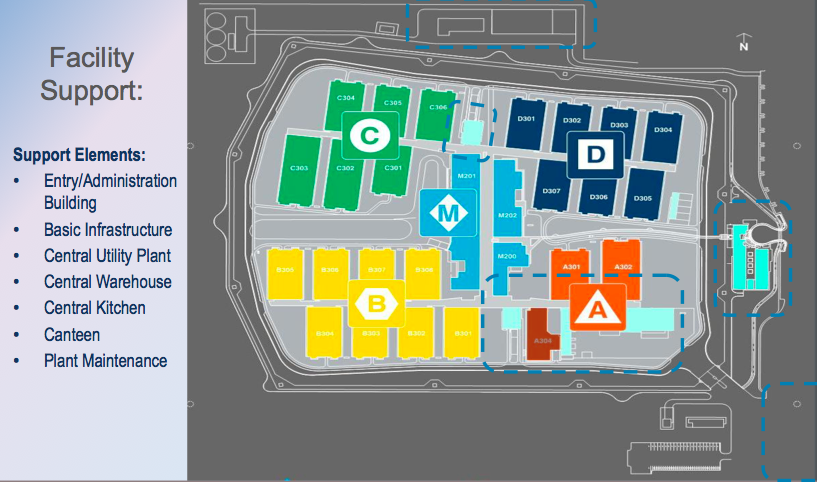 Facility
Support:
Support Elements:
• Entry/Administration
Building
• Basic Infrastructure
• Central Utility Plant
• Central Warehouse
• Central Kitchen
• Canteen
• Plant Maintenance
N
C304
C305
C306
C
C303
C302
C301
D301
D302
D303
D304
D
D307
D306
D305
M201
M
M202
M200
B305
B306
B307
B308
B
B304
B303
B302
B301
A301
A302
A
A304